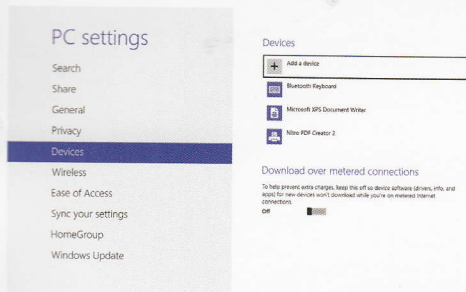 PC settings
Search
Share
General
Privacy
Devices
Wireless
Ease of Access
Sync your settings
HomeGroup
Windows Update
Devices
Add a device
Bluetooth Keyboard
Microsoft XPS Document Writer
Nitro PDF Creator 2
Download over metered connections
To help prevent extra charges, keep this off so device software (drivers, info, and
apps) for new devices won't download while you're on metered Internet
connections.
Off